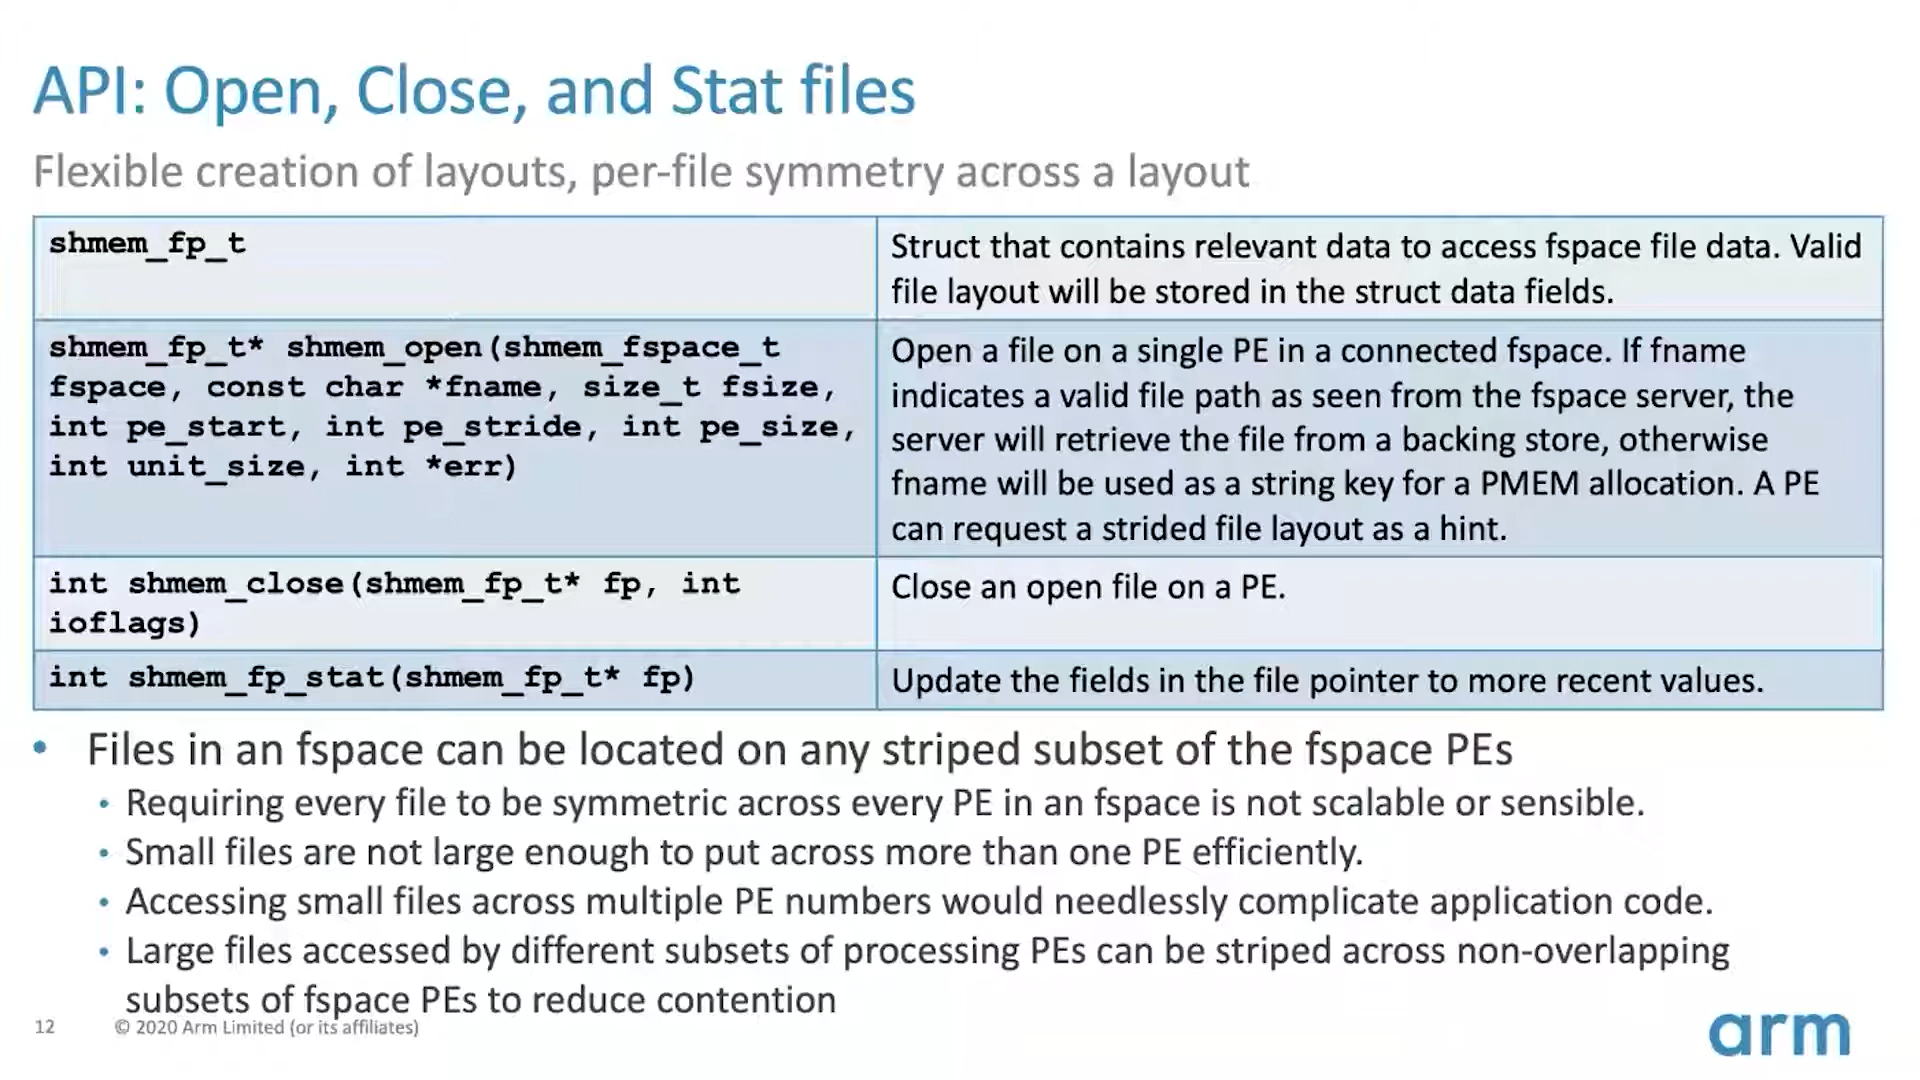 API: Open, Close, and Stat files
Flexible creation of layouts, per-file symmetry across a layout
shmem_fp_t
Struct that contains relevant data to access fspace file data. Valid
file layout will be stored in the struct data fields.
shmem_fp_t* shmem_open(shmem_fspace_t
fspace, const char *fname, size_t fsize,
int pe_start, int pe_stride, int pe_size,
int unit_size, int *err)
Open a file on a single PE in a connected fspace. If fname
indicates a valid file path as seen from the fspace server, the
server will retrieve the file from a backing store, otherwise
fname will be used as a string key for a PMEM allocation. A PE
can request a strided file layout as a hint.
int shmem_close(shmem_fp_t* fp, int
ioflags)
Close an open file on a PE.
int shmem_fp_stat(shmem_fp_t* fp)
Update the fields in the file pointer to more recent values.
• Files in an fspace can be located on any striped subset of the fspace PEs
• Requiring every file to be symmetric across every PE in an fspace is not scalable or sensible.
• Small files are not large enough to put across more than one PE efficiently.
• Accessing small files across multiple PE numbers would needlessly complicate application code.
• Large files accessed by different subsets of processing PEs can be striped across non-overlapping
subsets of fspace PEs to reduce contention
12 © 2020 Arm Limited (or its affiliates)
arm